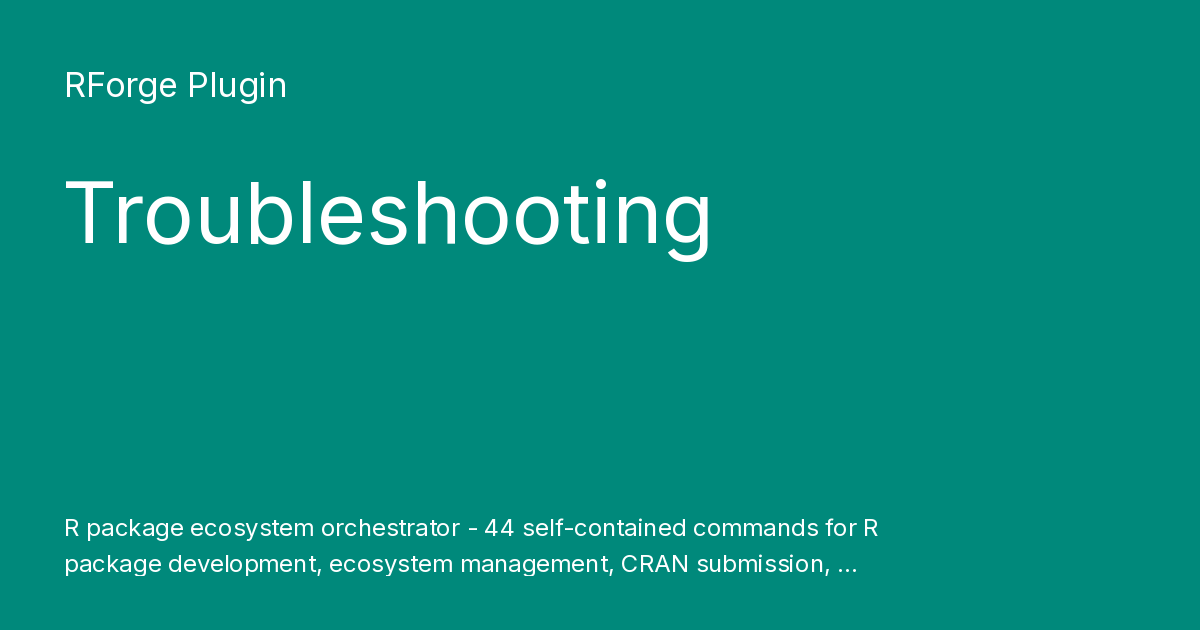 RForge Plugin
Troubleshooting
R package ecosystem orchestrator - 44 self-contained commands for R
package development, ecosystem management, CRAN submission, ...